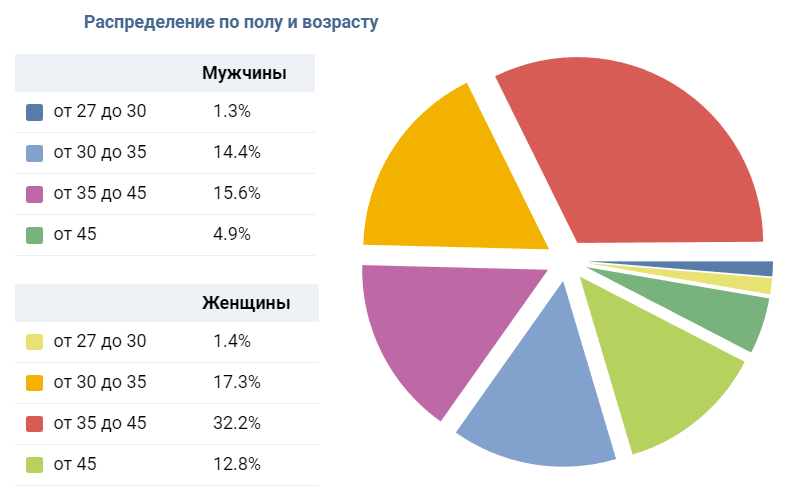 Распределение по полу и возрасту
Мужчины
от 27 до 30 1.3%
от 30 до 35 14.4%
от 35 до 45 15.6%
от 45 4.9%
Женщины
от 27 до 30 1.4%
от 30 до 35 17.3%
от 35 до 45 32.2%
от 45 12.8%